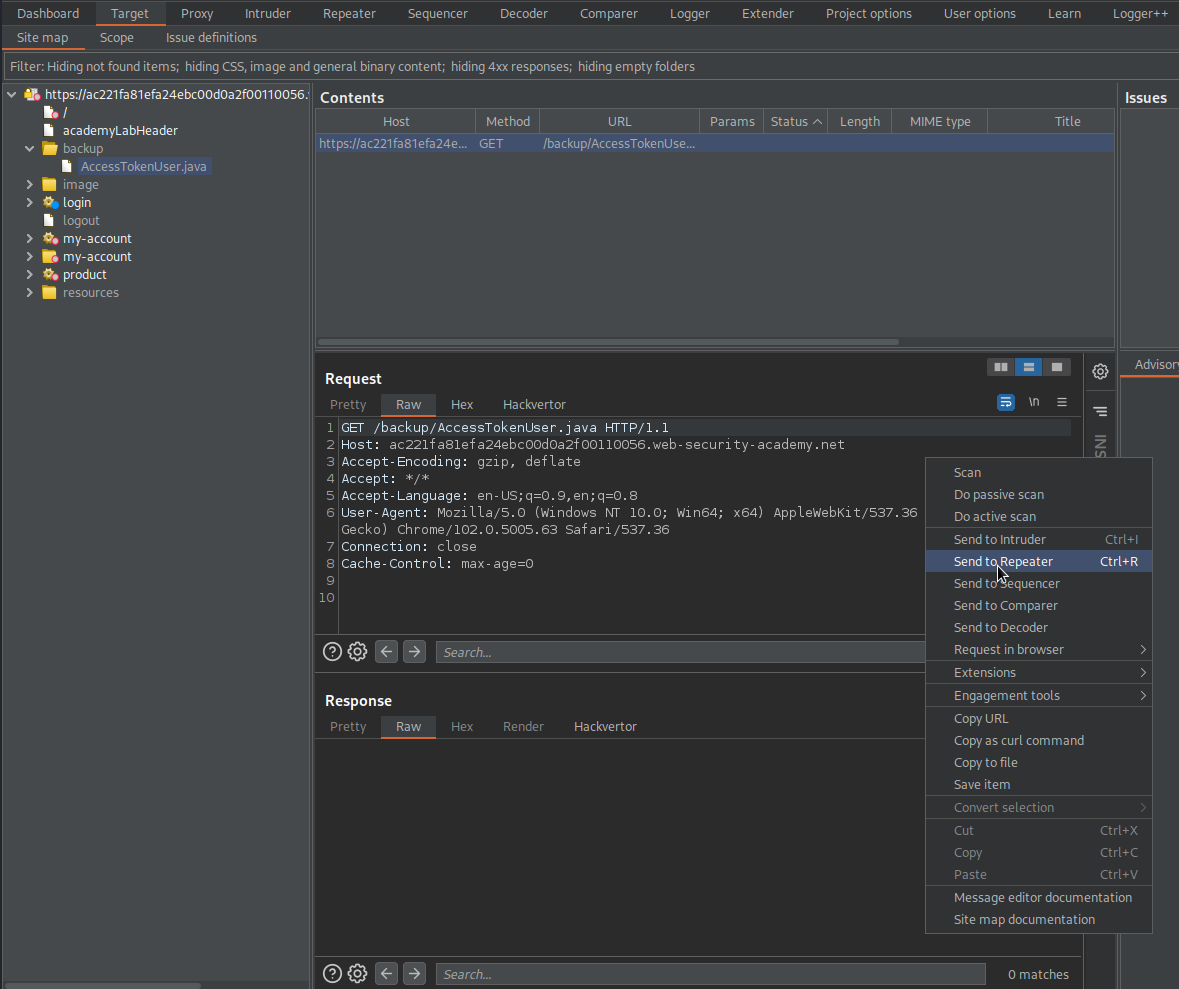 Dashboard Target Proxy Intruder Repeater Sequencer Decoder Comparer Logger Extender Project options User options Learn Logger++
Site map Scope Issue definitions
Filter: Hiding not found items; hiding CSS, image and general binary content; hiding 4xx responses; hiding empty folders
https://ac221fa81efa24ebc00d0a2f00110056.
/
academyLabHeader
backup
AccessTokenUser.java
image
login
logout
my-account
my-account
product
resources
Contents
Host Method URL Params Status Length MIME type Title
https://ac221fa81efa24e... GET /backup/AccessTokenUse...
Issues
Advisory
Request
Pretty Raw Hex Hackvertor
\n
1 GET /backup/AccessTokenUser.java HTTP/1.1
2 Host: ac221fa81efa24ebc00d0a2f00110056.web-security-academy.net
3 Accept-Encoding: gzip, deflate
4 Accept: */*
5 Accept-Language: en-US;q=0.9,en;q=0.8
6 User-Agent: Mozilla/5.0 (Windows NT 10.0; Win64; x64) AppleWebKit/537.36
Gecko) Chrome/102.0.5005.63 Safari/537.36
7 Connection: close
8 Cache-Control: max-age=0
9
10
Search...
INS
Scan
Do passive scan
Do active scan
Send to Intruder Ctrl+I
Send to Repeater Ctrl+R
Send to Sequencer
Send to Comparer
Send to Decoder
Request in browser
Extensions
Engagement tools
Copy URL
Copy as curl command
Copy to file
Save item
Convert selection
Cut Ctrl+X
Copy Ctrl+C
Paste Ctrl+V
Message editor documentation
Site map documentation
Response
Pretty Raw Hex Render Hackvertor
Search...
0 matches